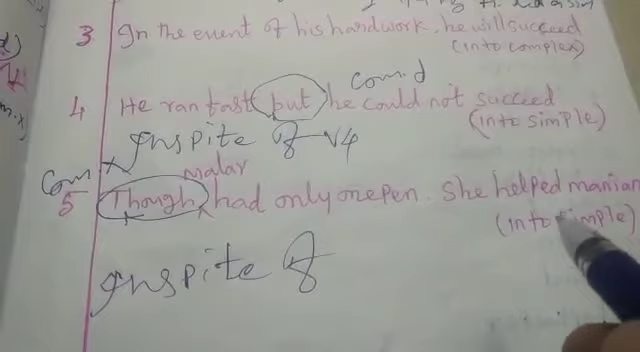 3 In the event of his hardwork, he will succeed
(into complex)
Com.d
4 He ran fast but he could not succeed
(into simple)
Inspite of V4
Com.x malar
5 Though had only onepen. She helped manian
(into simple)
Inspite of